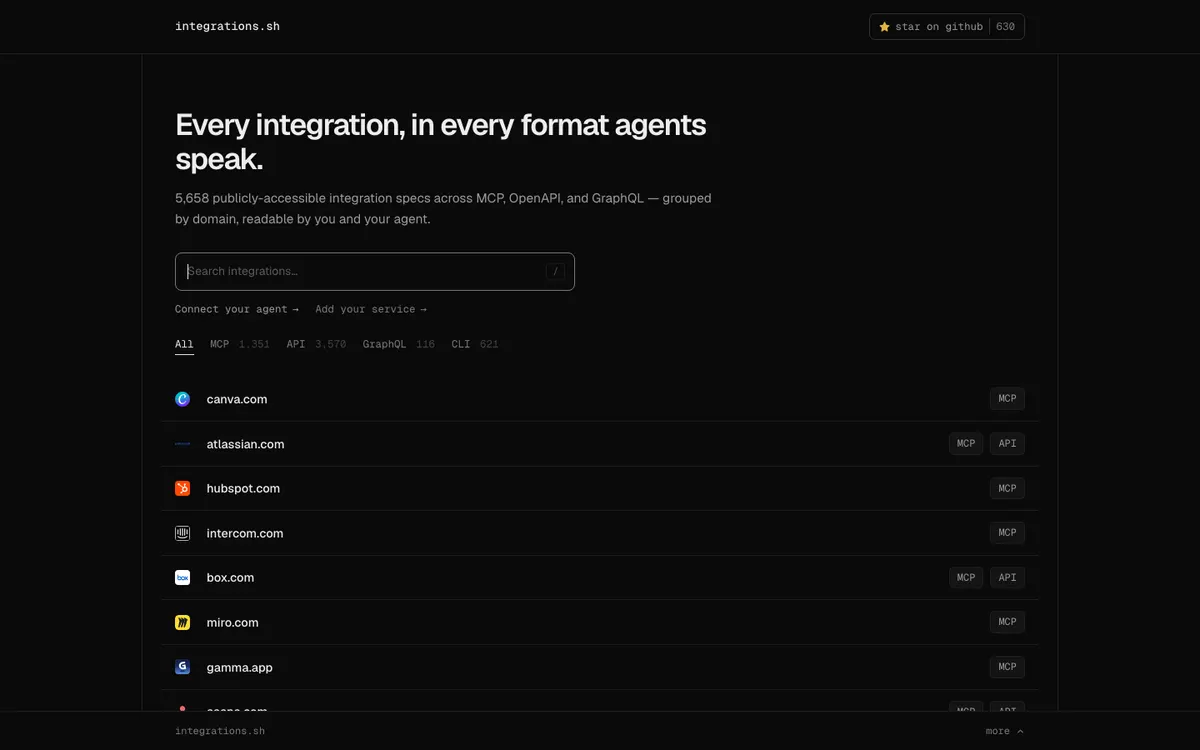 integrations.sh
star on github 630
Every integration, in every format agents
speak.
5,658 publicly-accessible integration specs across MCP, OpenAPI, and GraphQL — grouped
by domain, readable by you and your agent.
Search integrations… /
Connect your agent → Add your service →
All MCP 1,351 API 3,570 GraphQL 116 CLI 621
canva.com MCP
atlassian.com MCP API
hubspot.com MCP
intercom.com MCP
box.com MCP API
miro.com MCP
gamma.app MCP
MCP API
integrations.sh more